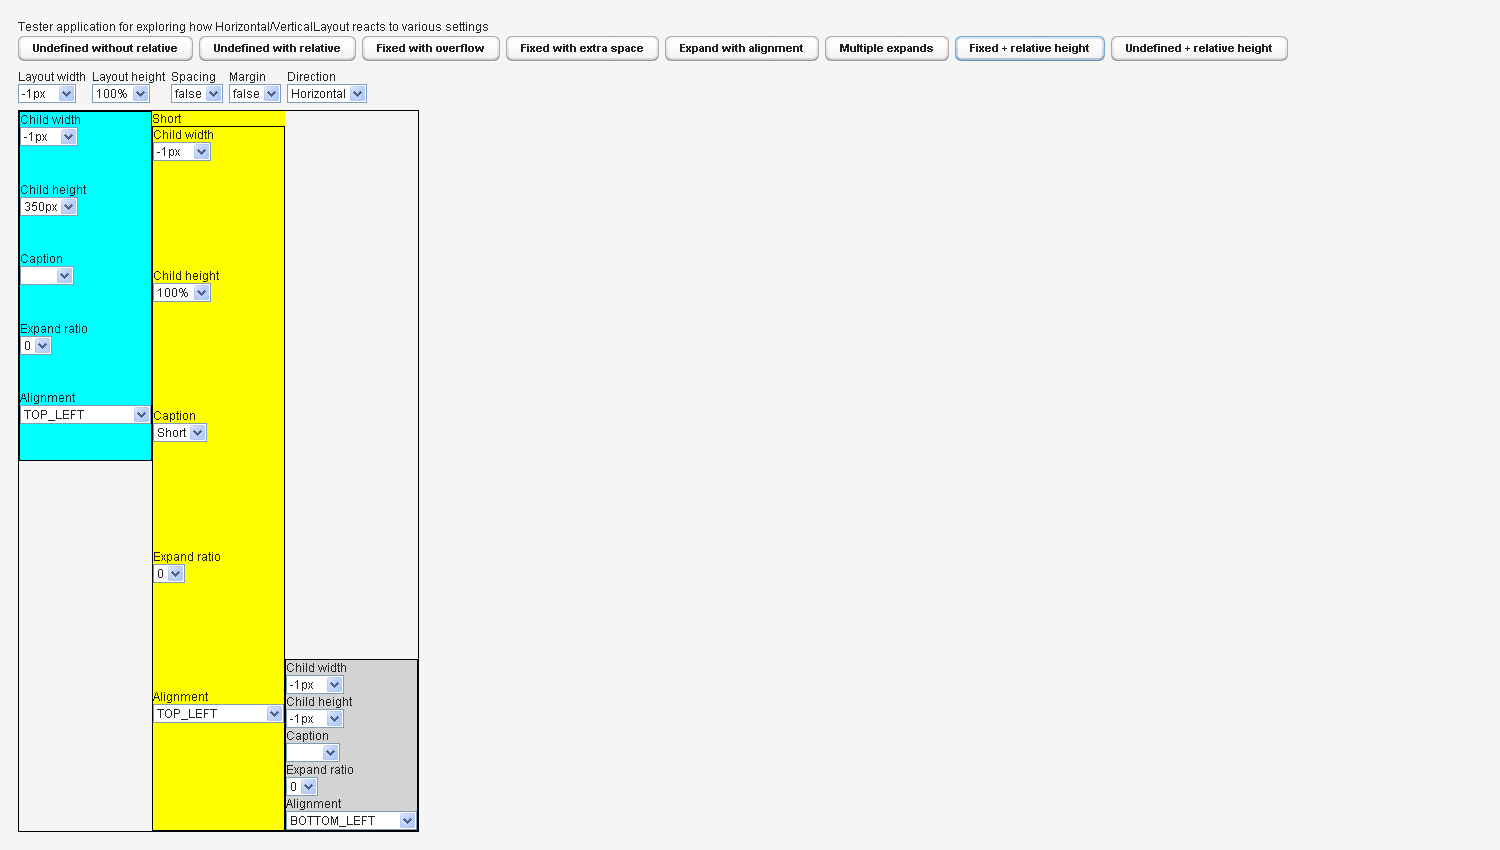 Tester application for exploring how Horizontal/VerticalLayout reacts to various settings
Undefined without relative Undefined with relative Fixed with overflow Fixed with extra space Expand with alignment Multiple expands Fixed + relative height Undefined + relative height
Layout width Layout height Spacing Margin Direction
-1px 100% false false Horizontal
Child width
-1px
Child height
350px
Caption
Expand ratio
0
Alignment
TOP_LEFT
Short
Child width
-1px
Child height
100%
Caption
Short
Expand ratio
0
Alignment
TOP_LEFT
Child width
-1px
Child height
-1px
Caption
Expand ratio
0
Alignment
BOTTOM_LEFT